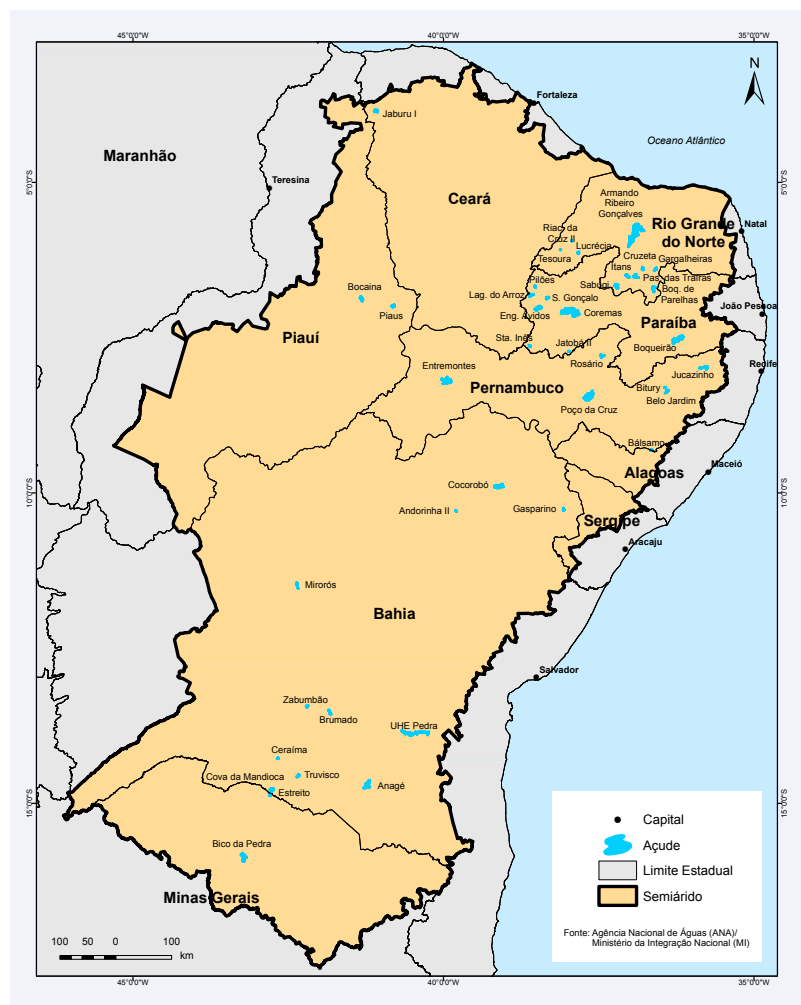 45°0'0"W
40°0'0"W
35°0'0"W
N
Fortaleza
Jaburu I
Oceano Atlântico
Maranhão
5°0'0"S
5°0'0"S
Teresina
Ceará
Armando
Ribeiro
Gonçalves
Rio Grande
do Norte
Natal
Riac. da
Cruz II
Lucrécia
Tesoura
Cruzeta
Gargalheiras
Itans
Pas. das Traíras
Pilões
Sabugi
Boq. de
Parelhas
Bocaina
Lag. do Arroz
S. Gonçalo
Piaus
Eng. Avidos
Coremas
João Pessoa
Paraíba
Piauí
Sta. Inês
Jatobá II
Boqueirão
Rosário
Recife
Entremontes
Jucazinho
Pernambuco
Bitury
Belo Jardim
Poço da Cruz
Bálsamo
Maceió
Alagoas
Cocorobó
10°0'0"S
10°0'0"S
Andorinha II
Gasparino
Sergipe
Aracaju
Mirorós
Bahia
Salvador
Zabumbão
Brumado
UHE Pedra
Ceraíma
Cova da Mandioca
Truvisco
Estreito
Anagé
15°0'0"S
15°0'0"S
Bico da Pedra
Minas Gerais
Capital
Açude
Limite Estadual
Semiárido
Fonte: Agência Nacional de Águas (ANA)/
Ministério da Integração Nacional (MI)
100 50 0 100
km
45°0'0"W
40°0'0"W
35°0'0"W